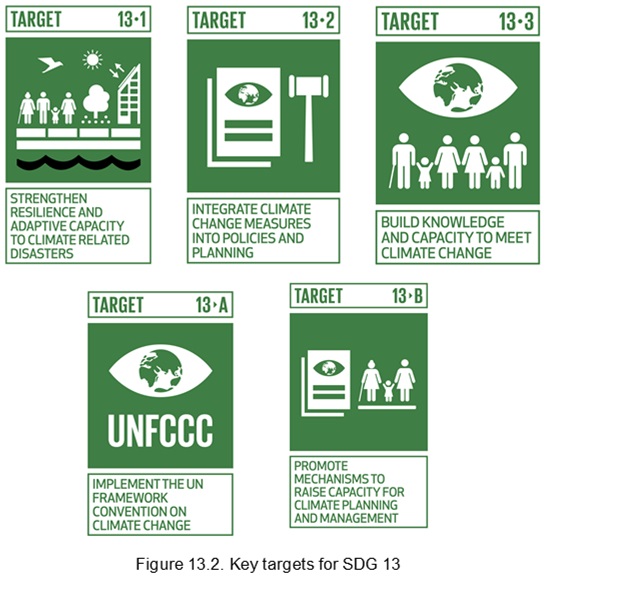 TARGET 13·1
STRENGTHEN
RESILIENCE AND
ADAPTIVE CAPACITY
TO CLIMATE RELATED
DISASTERS
TARGET 13·2
INTEGRATE CLIMATE
CHANGE MEASURES
INTO POLICIES AND
PLANNING
TARGET 13·3
BUILD KNOWLEDGE
AND CAPACITY TO MEET
CLIMATE CHANGE
TARGET 13▸A
UNFCCC
IMPLEMENT THE UN
FRAMEWORK
CONVENTION ON
CLIMATE CHANGE
TARGET 13▸B
PROMOTE
MECHANISMS TO
RAISE CAPACITY FOR
CLIMATE PLANNING
AND MANAGEMENT
Figure 13.2. Key targets for SDG 13